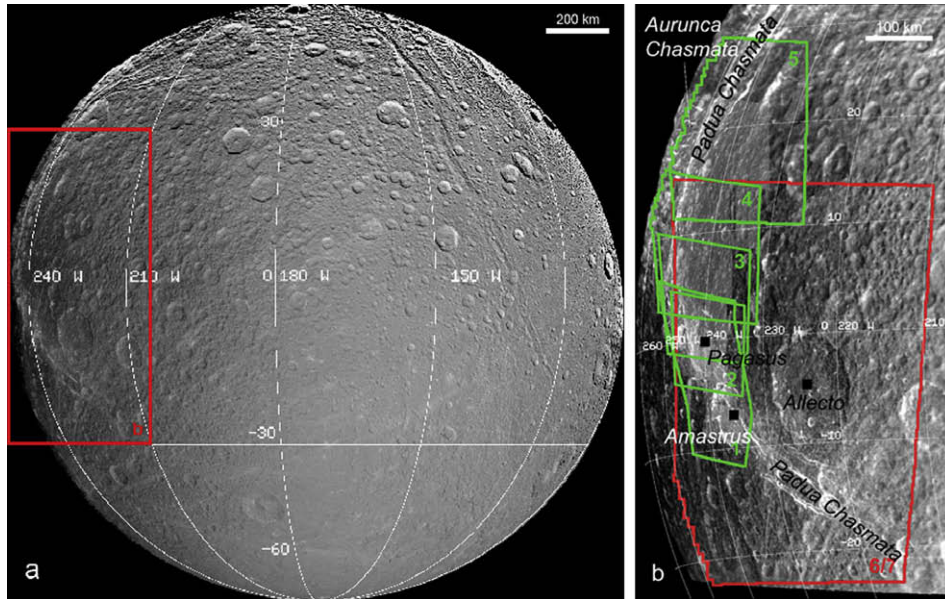 200 km
30
240 W
210 W
0 180 W
150 W
b
-30
-60
a
Aurunca
Chasmata
100 km
5
Padua Chasmata
20
4
10
3
230 W
0 220 W
210
240 W
260 W
Pagasus
2
Allecto
-10
Amastrus
1
Padua Chasmata
-20
6/7
b